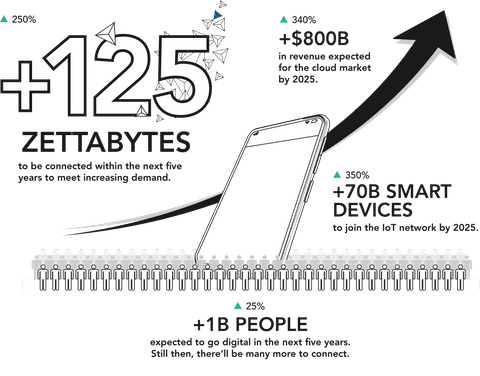 250%
+125
ZETTABYTES
to be connected within the next five
years to meet increasing demand.
340%
+$800B
in revenue expected
for the cloud market
by 2025.
350%
+70B SMART
DEVICES
to join the IoT network by 2025.
25%
+1B PEOPLE
expected to go digital in the next five years.
Still then, there'll be many more to connect.